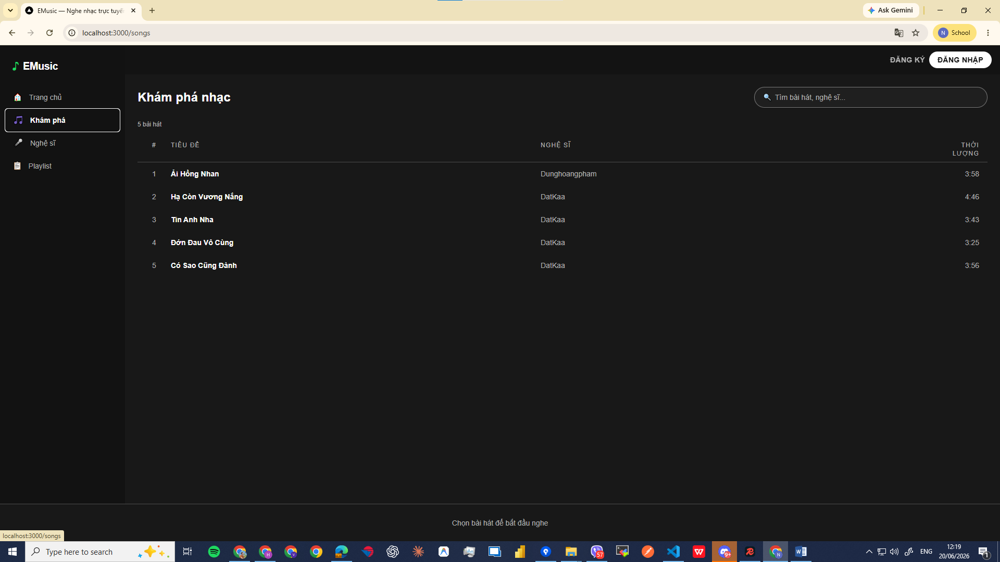 EMusic — Nghe nhạc trực tuyế
Ask Gemini
localhost:3000/songs
N School
EMusic
ĐĂNG KÝ ĐĂNG NHẬP
Trang chủ
Khám phá
Nghệ sĩ
Playlist
Khám phá nhạc
Tìm bài hát, nghệ sĩ...
5 bài hát
# TIÊU ĐỀ NGHỆ SĨ THỜI
LƯỢNG
1 Ải Hồng Nhan Dunghoangpham 3:58
2 Hạ Còn Vương Nắng DatKaa 4:46
3 Tin Anh Nha DatKaa 3:43
4 Đớn Đau Vô Cùng DatKaa 3:25
5 Có Sao Cũng Đành DatKaa 3:56
Chọn bài hát để bắt đầu nghe
localhost:3000/songs
Type here to search
H
V
57
9+
N
ENG
12:19
20/06/2026
1